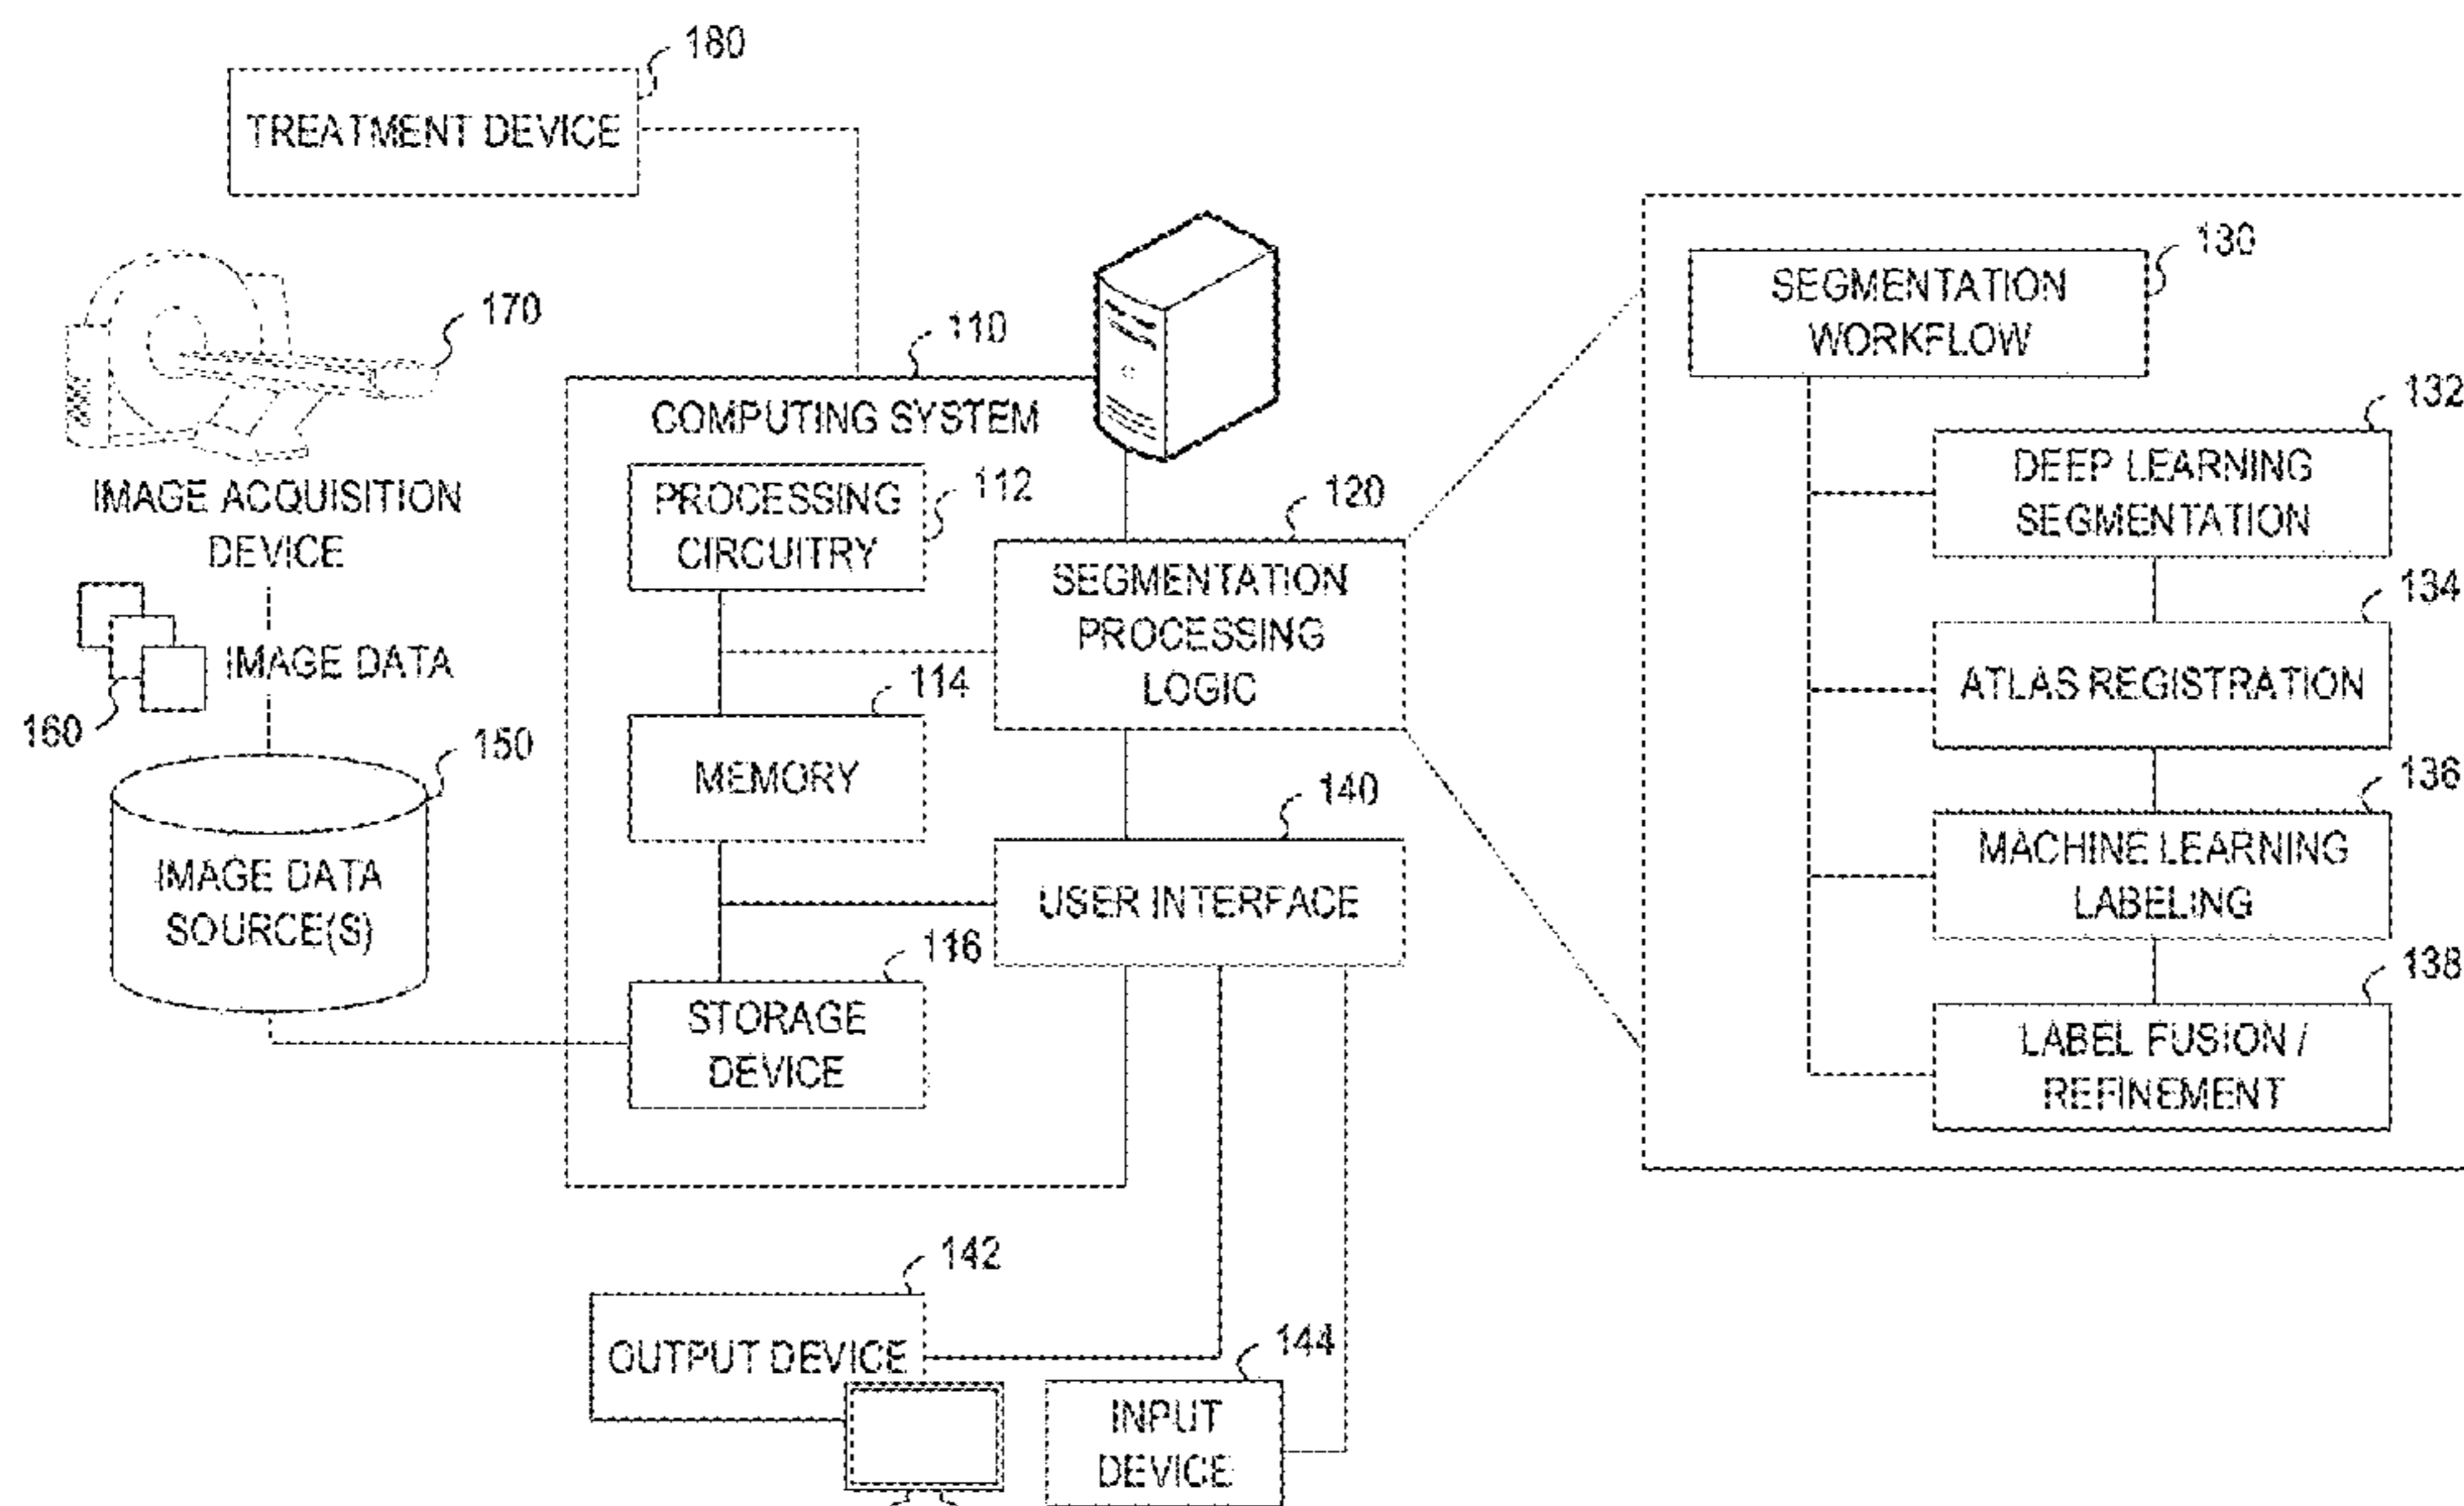 180
TREATMENT DEVICE
170
IMAGE ACQUISITION
DEVICE
IMAGE DATA
160
150
IMAGE DATA
SOURCE(S)
110
COMPUTING SYSTEM
PROCESSING
CIRCUITRY
112
120
SEGMENTATION
PROCESSING
LOGIC
114
MEMORY
140
USER INTERFACE
116
STORAGE
DEVICE
142
OUTPUT DEVICE
144
INPUT
DEVICE
130
SEGMENTATION
WORKFLOW
132
DEEP LEARNING
SEGMENTATION
134
ATLAS REGISTRATION
136
MACHINE LEARNING
LABELING
138
LABEL FUSION /
REFINEMENT